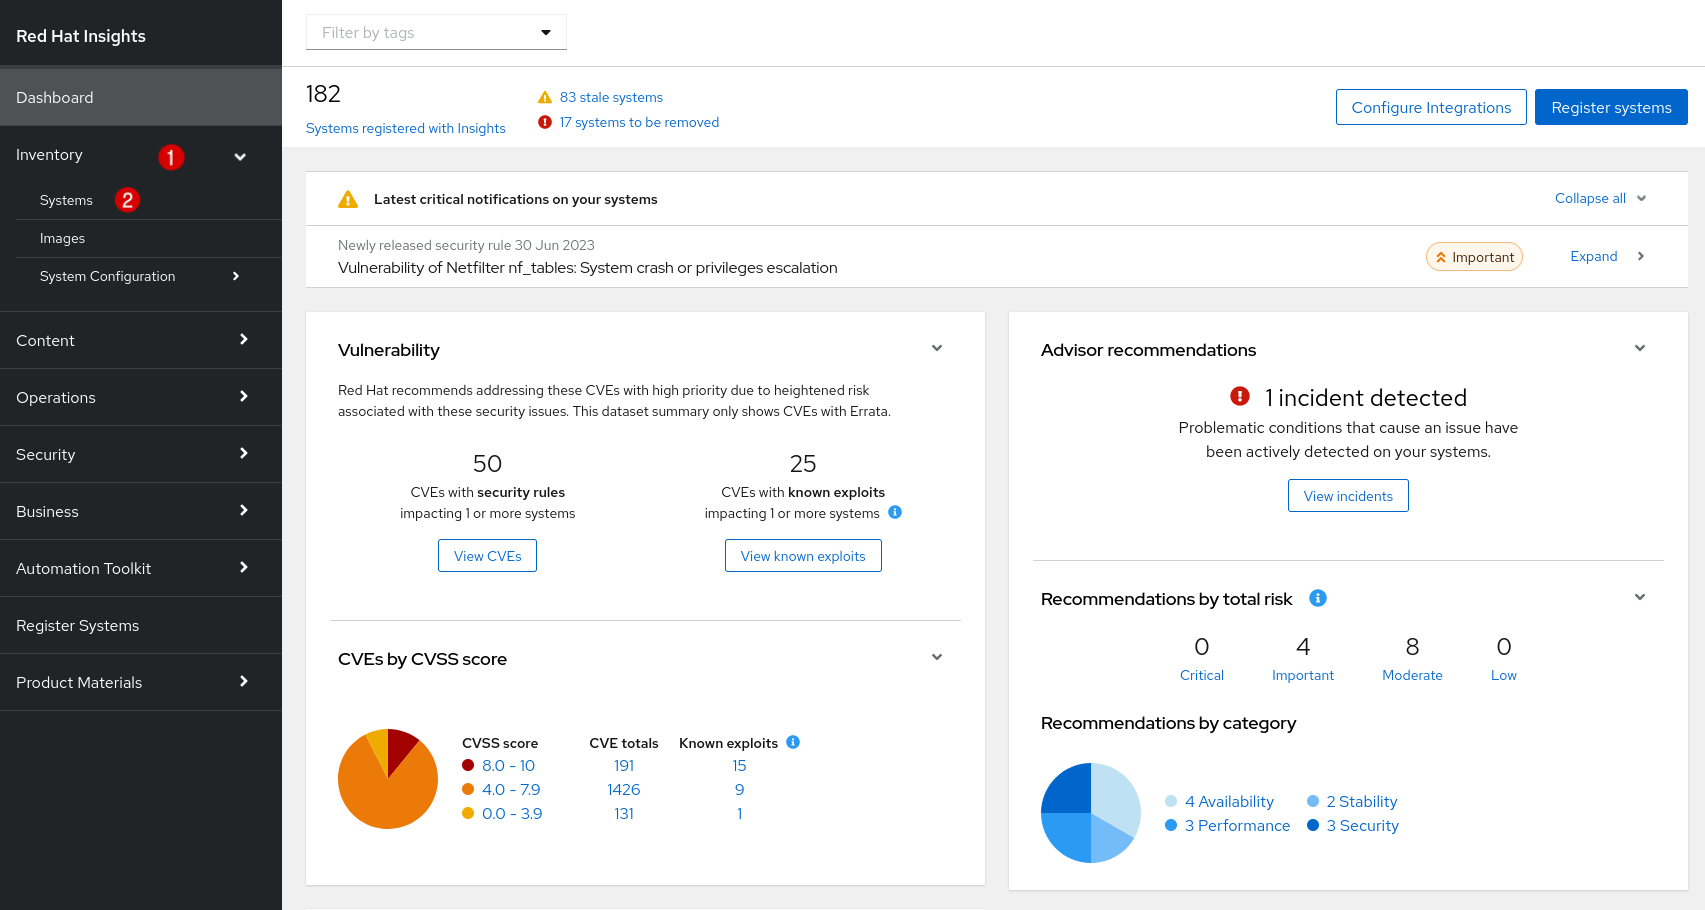 Red Hat Insights
Dashboard
Inventory
1
Systems
2
Images
System Configuration
Content
Operations
Security
Business
Automation Toolkit
Register Systems
Product Materials
Filter by tags
182
Systems registered with Insights
83 stale systems
17 systems to be removed
Configure Integrations
Register systems
Latest critical notifications on your systems
Collapse all
Newly released security rule 30 Jun 2023
Vulnerability of Netfilter nf_tables: System crash or privileges escalation
Important
Expand
Vulnerability
Red Hat recommends addressing these CVEs with high priority due to heightened risk
associated with these security issues. This dataset summary only shows CVEs with Errata.
50
CVEs with security rules
impacting 1 or more systems
View CVEs
25
CVEs with known exploits
impacting 1 or more systems
View known exploits
CVEs by CVSS score
CVSS score CVE totals Known exploits
8.0 - 10 191 15
4.0 - 7.9 1426 9
0.0 - 3.9 131 1
Advisor recommendations
1 incident detected
Problematic conditions that cause an issue have
been actively detected on your systems.
View incidents
Recommendations by total risk
0 4 8 0
Critical Important Moderate Low
Recommendations by category
4 Availability 2 Stability
3 Performance 3 Security